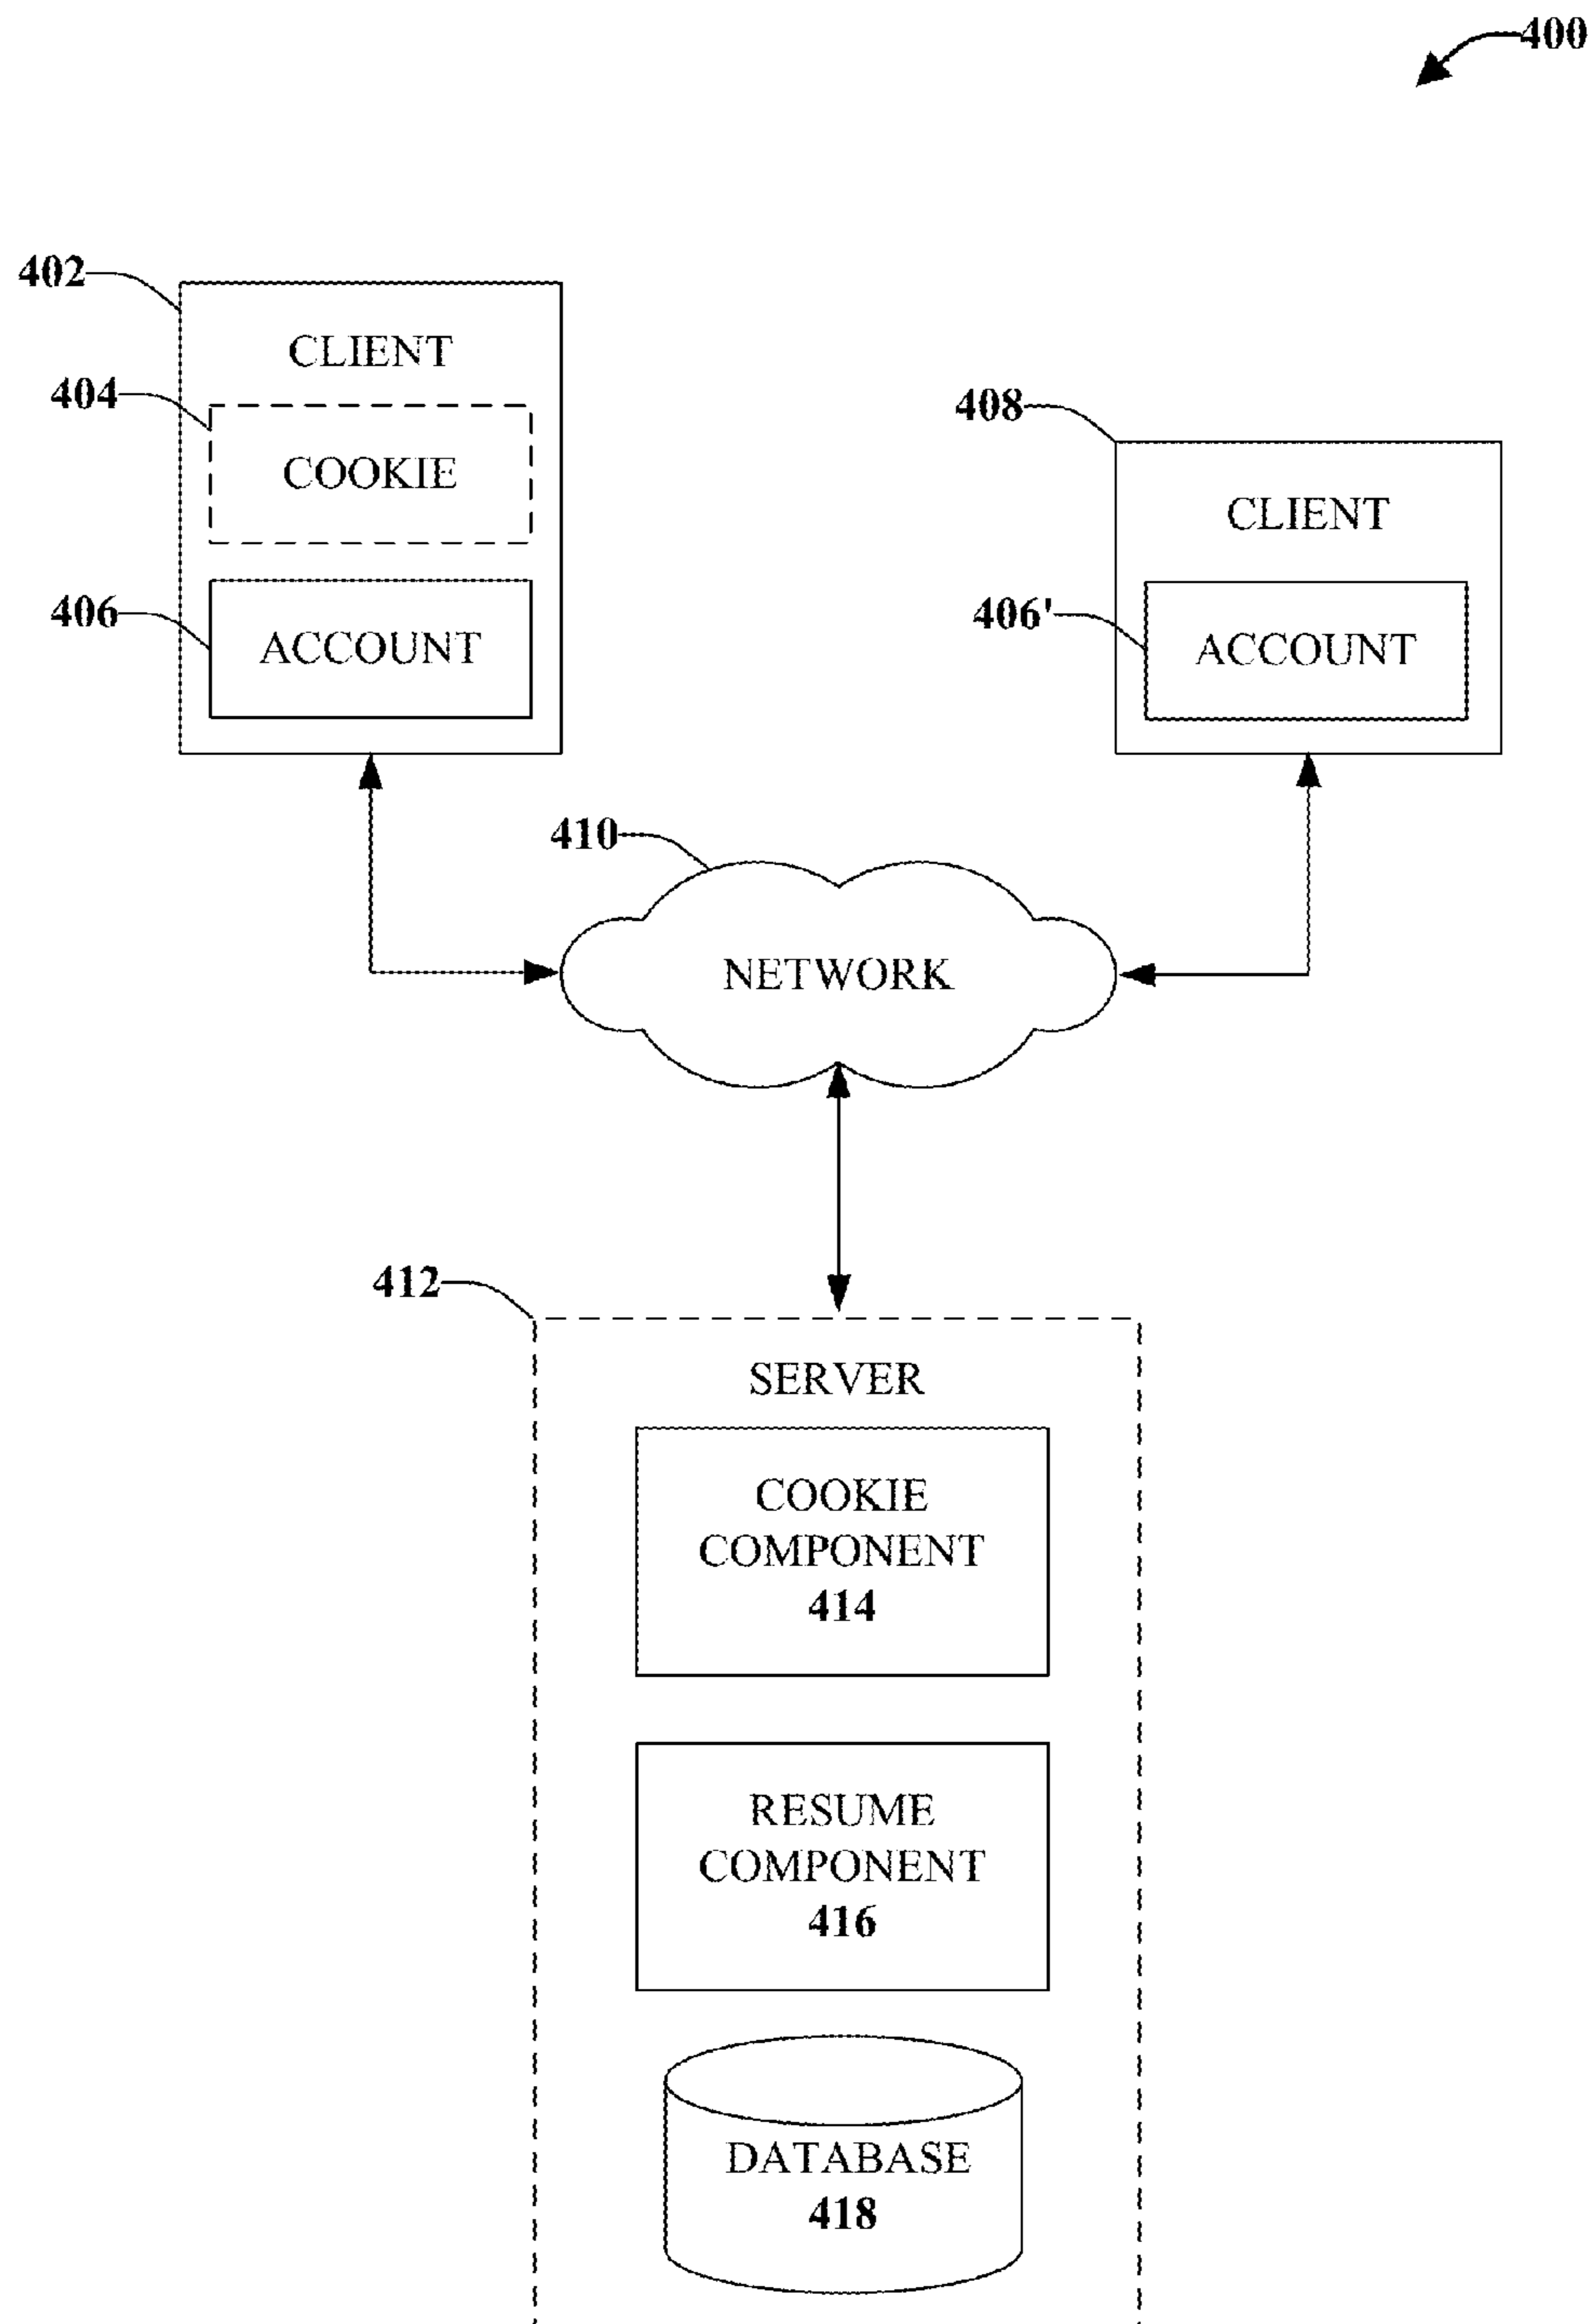 400
402
CLIENT
404
COOKIE
408
CLIENT
406
ACCOUNT
406'
ACCOUNT
410
NETWORK
412
SERVER
COOKIE
COMPONENT
414
RESUME
COMPONENT
416
DATABASE
418